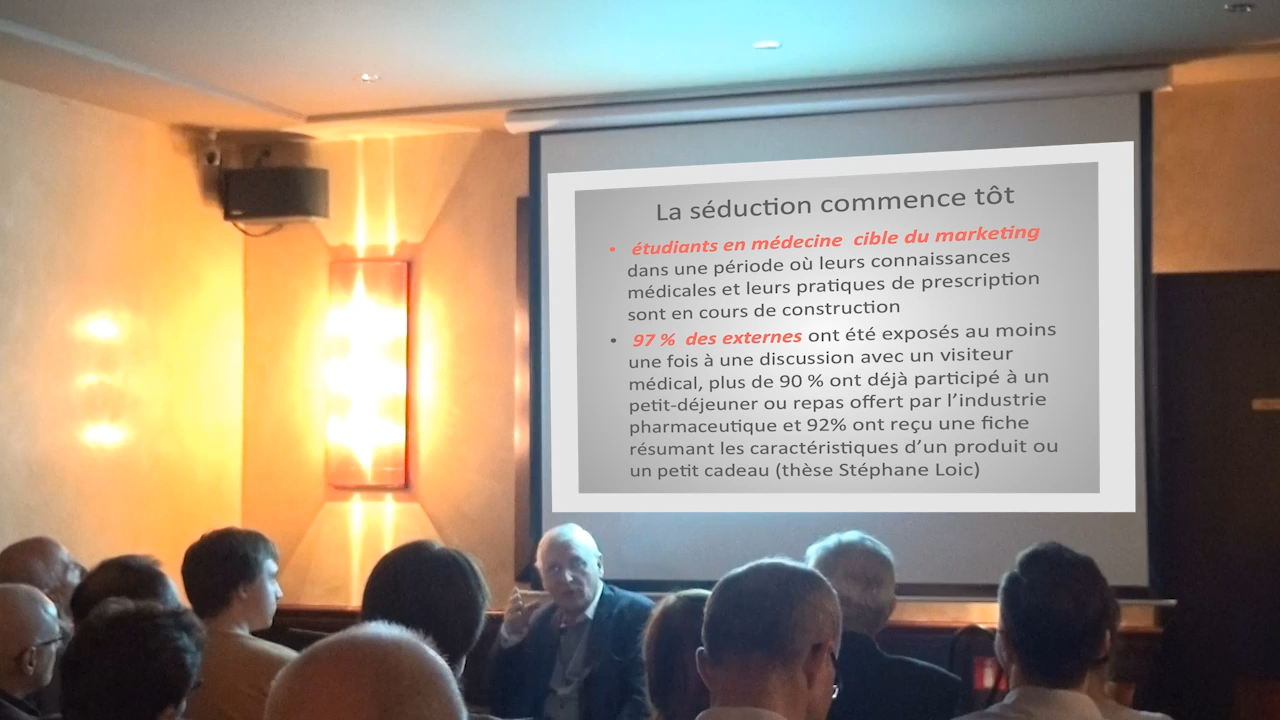 La séduction commence tôt
• étudiants en médecine  cible du marketing
dans une période où leurs connaissances
médicales et leurs pratiques de prescription
sont en cours de construction
• 97 %  des externes ont été exposés au moins
une fois à une discussion avec un visiteur
médical, plus de 90 % ont déjà participé à un
petit-déjeuner ou repas offert par l’industrie
pharmaceutique et 92% ont reçu une fiche
résumant les caractéristiques d’un produit ou
un petit cadeau (thèse Stéphane Loic)